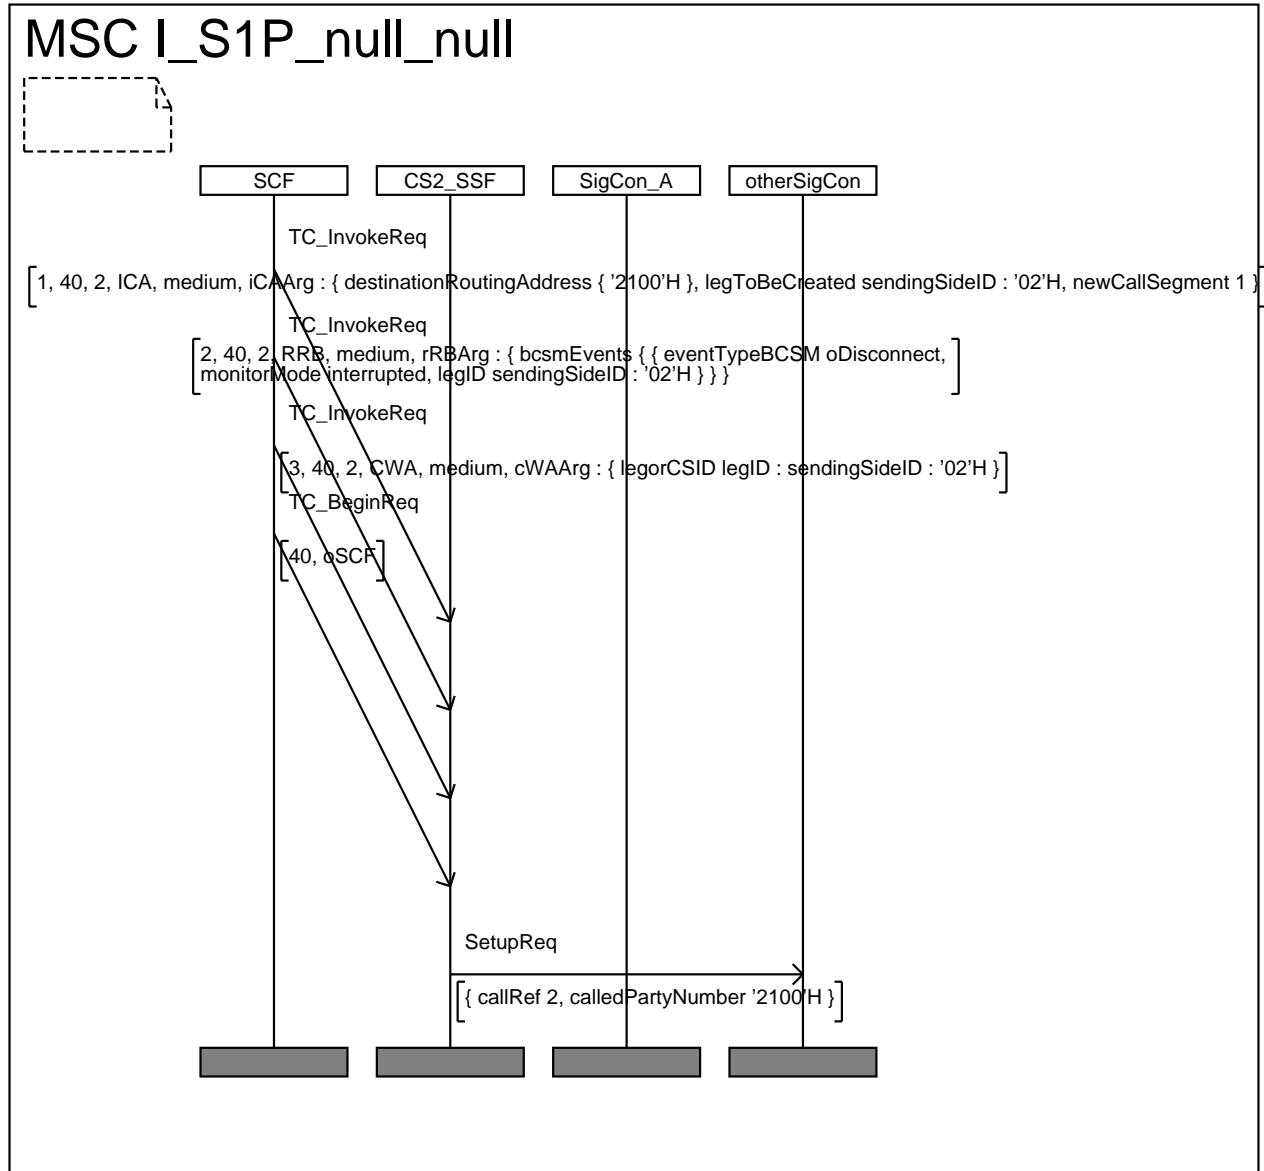 MSC I_S1P_null_null
SCF
CS2_SSF
SigCon_A
otherSigCon
TC_InvokeReq
1, 40, 2, ICA, medium, iCAArg : { destinationRoutingAddress { '2100'H }, legToBeCreated sendingSideID : '02'H, newCallSegment 1 }
TC_InvokeReq
2, 40, 2, RRB, medium, rRBArg : { bcsmEvents { { eventTypeBCSM oDisconnect,
monitorMode interrupted, legID sendingSideID : '02'H } } }
TC_InvokeReq
3, 40, 2, CWA, medium, cWAArg : { legorCSID legID : sendingSideID : '02'H }
TC_BeginReq
40, oSCF
SetupReq
{ callRef 2, calledPartyNumber '2100'H }